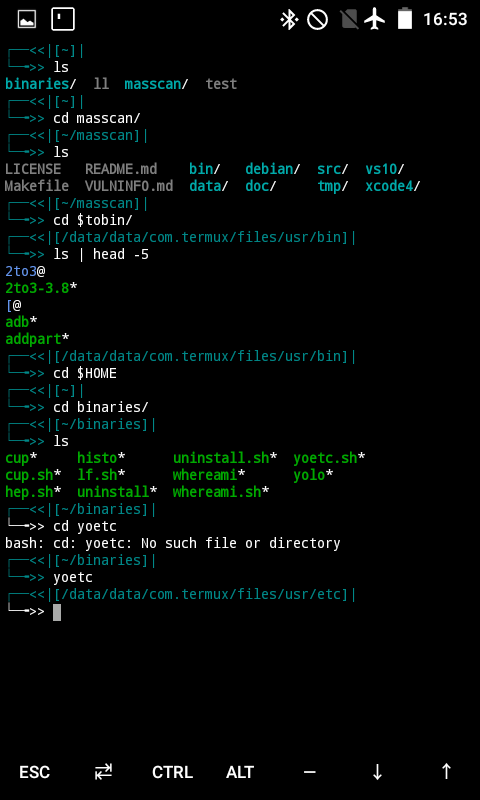 16:53
┌──<<|[~]|
└─>> ls
binaries/  ll  masscan/  test
┌──<<|[~]|
└─>> cd masscan/
┌──<<|[~/masscan]|
└─>> ls
LICENSE   README.md    bin/   debian/  src/  vs10/
Makefile  VULNINFO.md  data/  doc/     tmp/  xcode4/
┌──<<|[~/masscan]|
└─>> cd $tobin/
┌──<<|[/data/data/com.termux/files/usr/bin]|
└─>> ls | head -5
2to3@
2to3-3.8*
[@
adb*
addpart*
┌──<<|[/data/data/com.termux/files/usr/bin]|
└─>> cd $HOME
┌──<<|[~]|
└─>> cd binaries/
┌──<<|[~/binaries]|
└─>> ls
cup*     histo*      uninstall.sh*  yoetc.sh*
cup.sh*  lf.sh*      whereami*      yolo*
hep.sh*  uninstall*  whereami.sh*
┌──<<|[~/binaries]|
└─>> cd yoetc
bash: cd: yoetc: No such file or directory
┌──<<|[~/binaries]|
└─>> yoetc
┌──<<|[/data/data/com.termux/files/usr/etc]|
└─>>
ESC ⇄ CTRL ALT — ↓ ↑